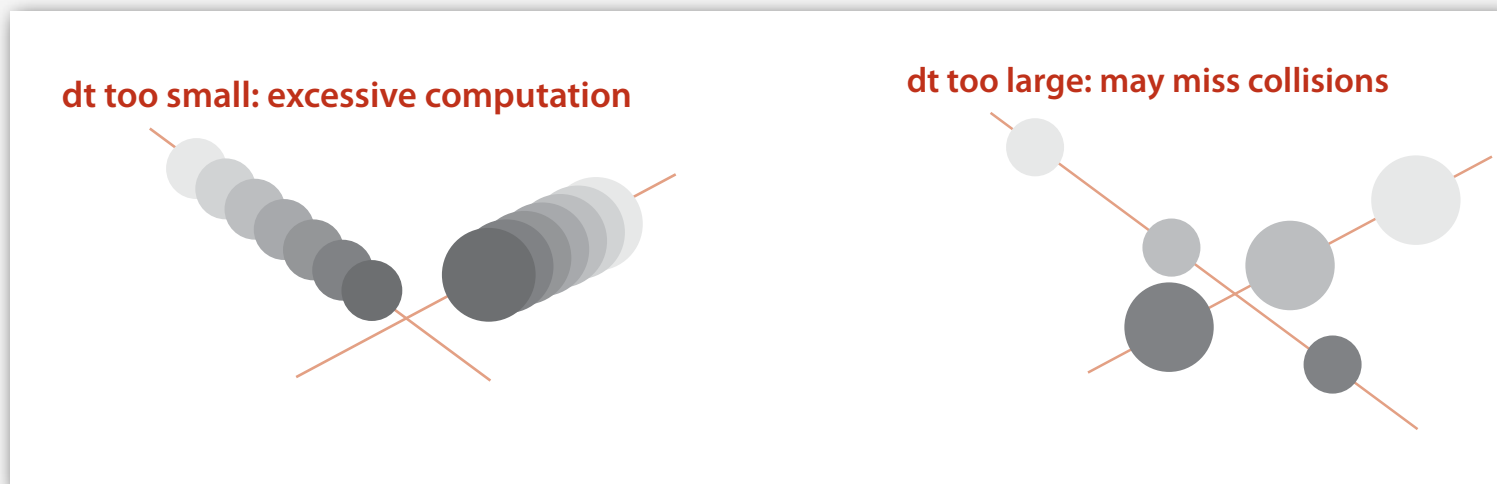 dt too small: excessive computation
dt too large: may miss collisions